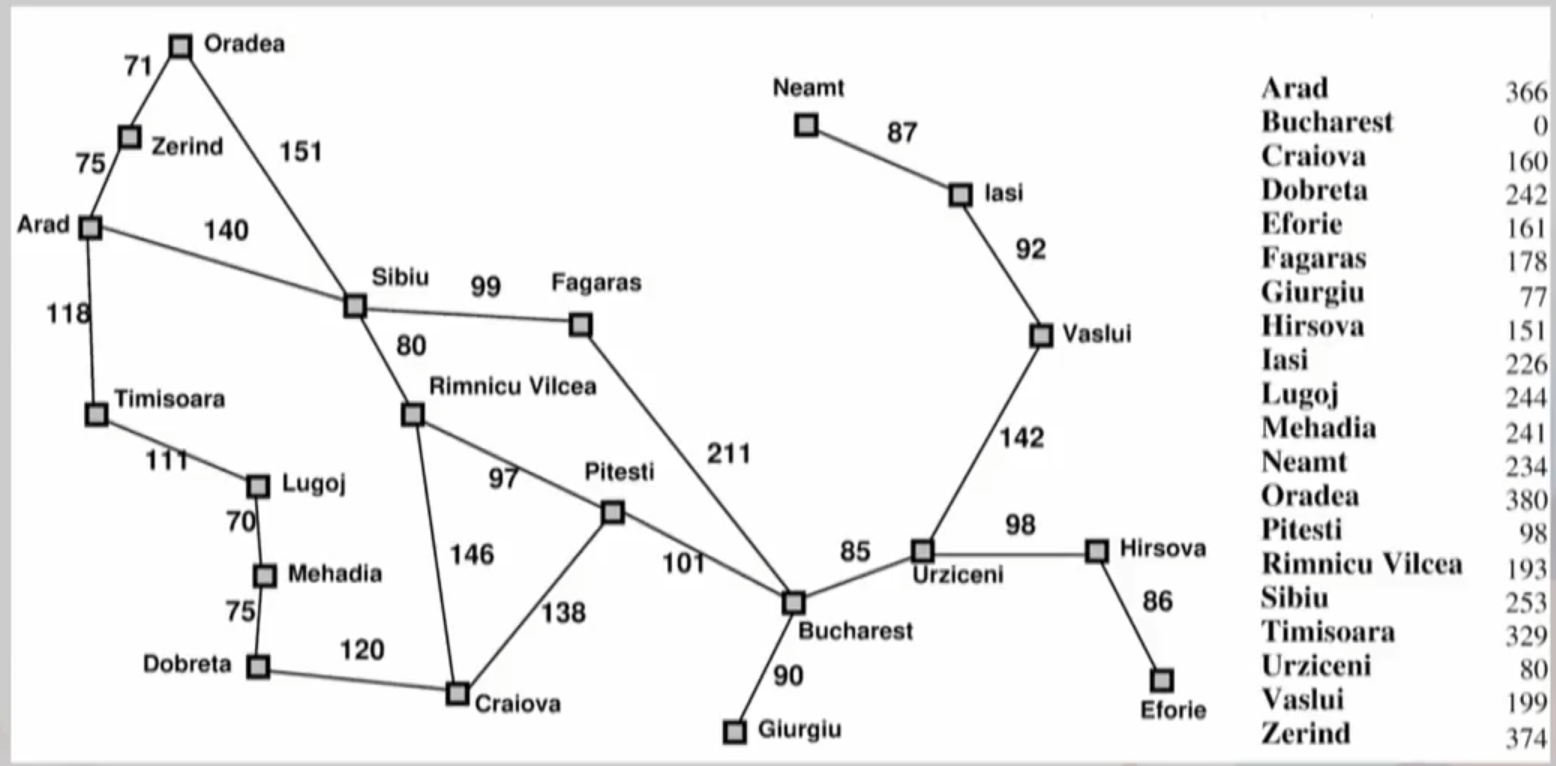 Oradea
71
Neamt
Zerind
87
151
75
Iasi
Arad
140
92
Sibiu
99
Fagaras
118
Vaslui
80
Rimnicu Vilcea
Timisoara
142
211
111
Pitesti
Lugoj
97
70
98
Hirsova
146
85
101
Urziceni
Mehadia
86
75
138
Bucharest
120
Dobreta
90
Craiova
Eforie
Giurgiu
Arad 366
Bucharest 0
Craiova 160
Dobreta 242
Eforie 161
Fagaras 178
Giurgiu 77
Hirsova 151
Iasi 226
Lugoj 244
Mehadia 241
Neamt 234
Oradea 380
Pitesti 98
Rimnicu Vilcea 193
Sibiu 253
Timisoara 329
Urziceni 80
Vaslui 199
Zerind 374